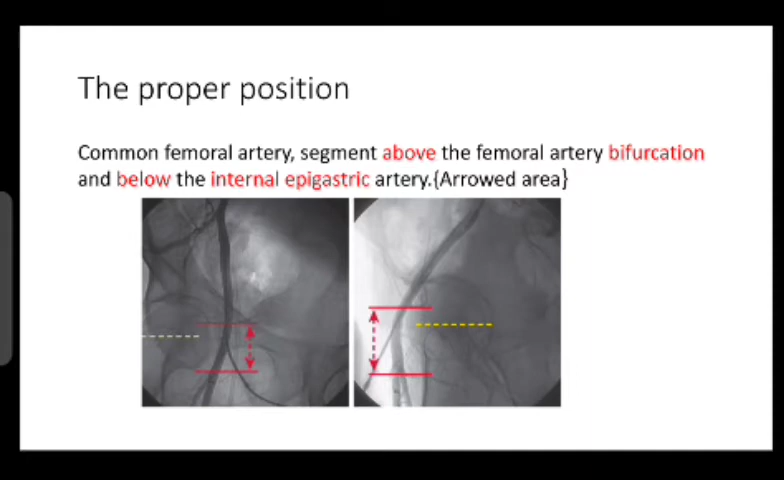 The proper position
Common femoral artery, segment above the femoral artery bifurcation
and below the internal epigastric artery.{Arrowed area}